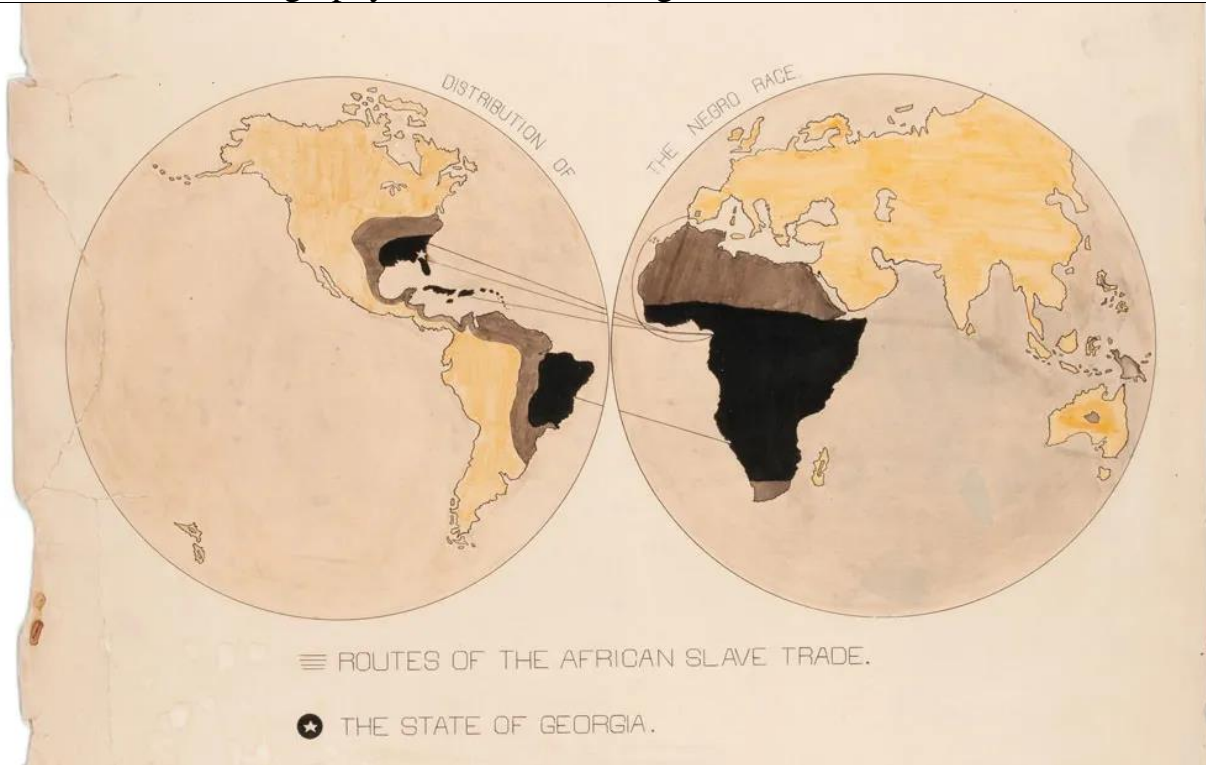 DISTRIBUTION OF
THE NEGRO RACE.
ROUTES OF THE AFRICAN SLAVE TRADE.
THE STATE OF GEORGIA.